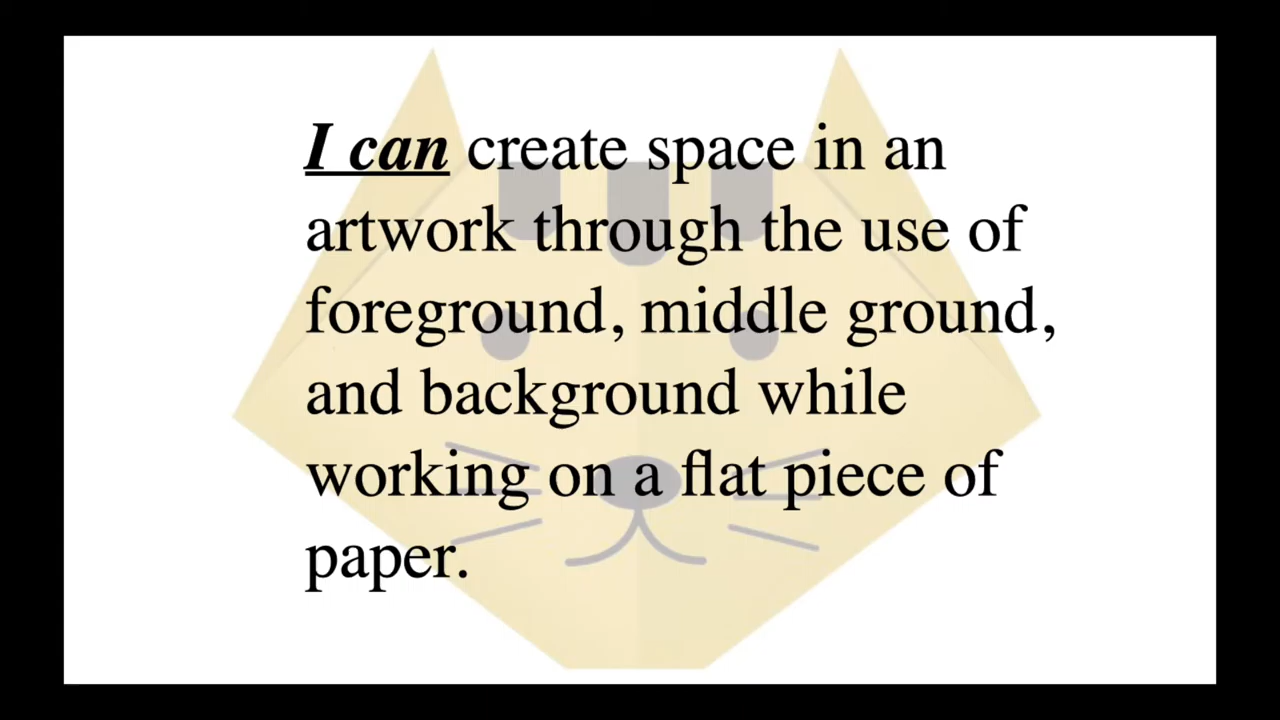 I can create space in an
artwork through the use of
foreground, middle ground,
and background while
working on a flat piece of
paper.